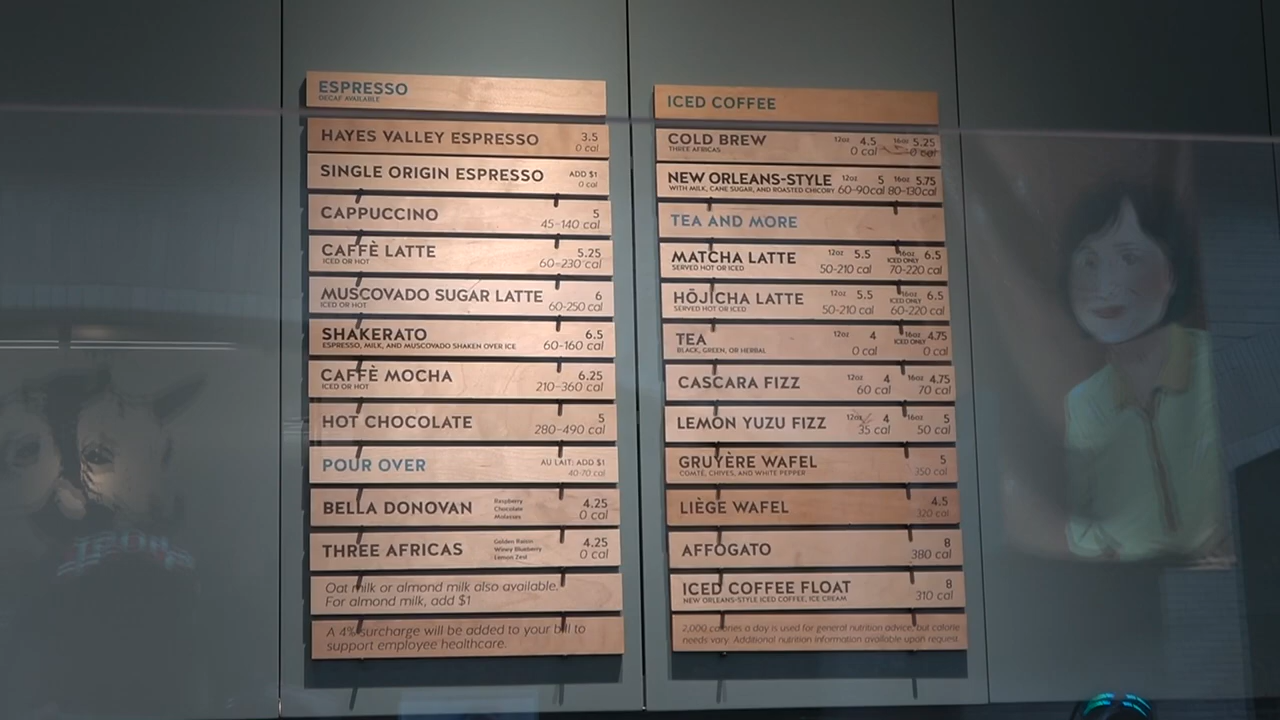 ESPRESSO
DECAF AVAILABLE
HAYES VALLEY ESPRESSO 3.5
0 cal
SINGLE ORIGIN ESPRESSO ADD $1
0 cal
CAPPUCCINO 5
45-140 cal
CAFFÈ LATTE 5.25
ICED OR HOT 60-230 cal
MUSCOVADO SUGAR LATTE 6
ICED OR HOT 60-250 cal
SHAKERATO 6.5
ESPRESSO, MILK, AND MUSCOVADO SHAKEN OVER ICE 60-160 cal
CAFFÈ MOCHA 6.25
ICED OR HOT 210-360 cal
HOT CHOCOLATE 5
280-490 cal
POUR OVER AU LAIT: ADD $1
40-70 cal
BELLA DONOVAN Raspberry 4.25
Chocolate 0 cal
Molasses
THREE AFRICAS Golden Raisin 4.25
Winey Blueberry 0 cal
Lemon Zest
Oat milk or almond milk also available.
For almond milk, add $1
A 4% surcharge will be added to your bill to
support employee healthcare.
ICED COFFEE
COLD BREW 12oz 4.5 16oz 5.25
THREE AFRICAS 0 cal 0 cal
NEW ORLEANS-STYLE 12oz 5 16oz 5.75
WITH MILK, CANE SUGAR, AND ROASTED CHICORY 60-90cal 80-130cal
TEA AND MORE
MATCHA LATTE 12oz 5.5 16oz ICED ONLY 6.5
SERVED HOT OR ICED 50-210 cal 70-220 cal
HŌJICHA LATTE 12oz 5.5 16oz ICED ONLY 6.5
SERVED HOT OR ICED 50-210 cal 60-220 cal
TEA 12oz 4 16oz ICED ONLY 4.75
BLACK, GREEN, OR HERBAL 0 cal 0 cal
CASCARA FIZZ 12oz 4 16oz 4.75
60 cal 70 cal
LEMON YUZU FIZZ 12oz 4 16oz 5
35 cal 50 cal
GRUYÈRE WAFEL 5
COMTÉ, CHIVES, AND WHITE PEPPER 350 cal
LIÈGE WAFEL 4.5
320 cal
AFFOGATO 8
380 cal
ICED COFFEE FLOAT 8
NEW ORLEANS-STYLE ICED COFFEE, ICE CREAM 310 cal
2,000 calories a day is used for general nutrition advice, but calorie
needs vary. Additional nutrition information available upon request.